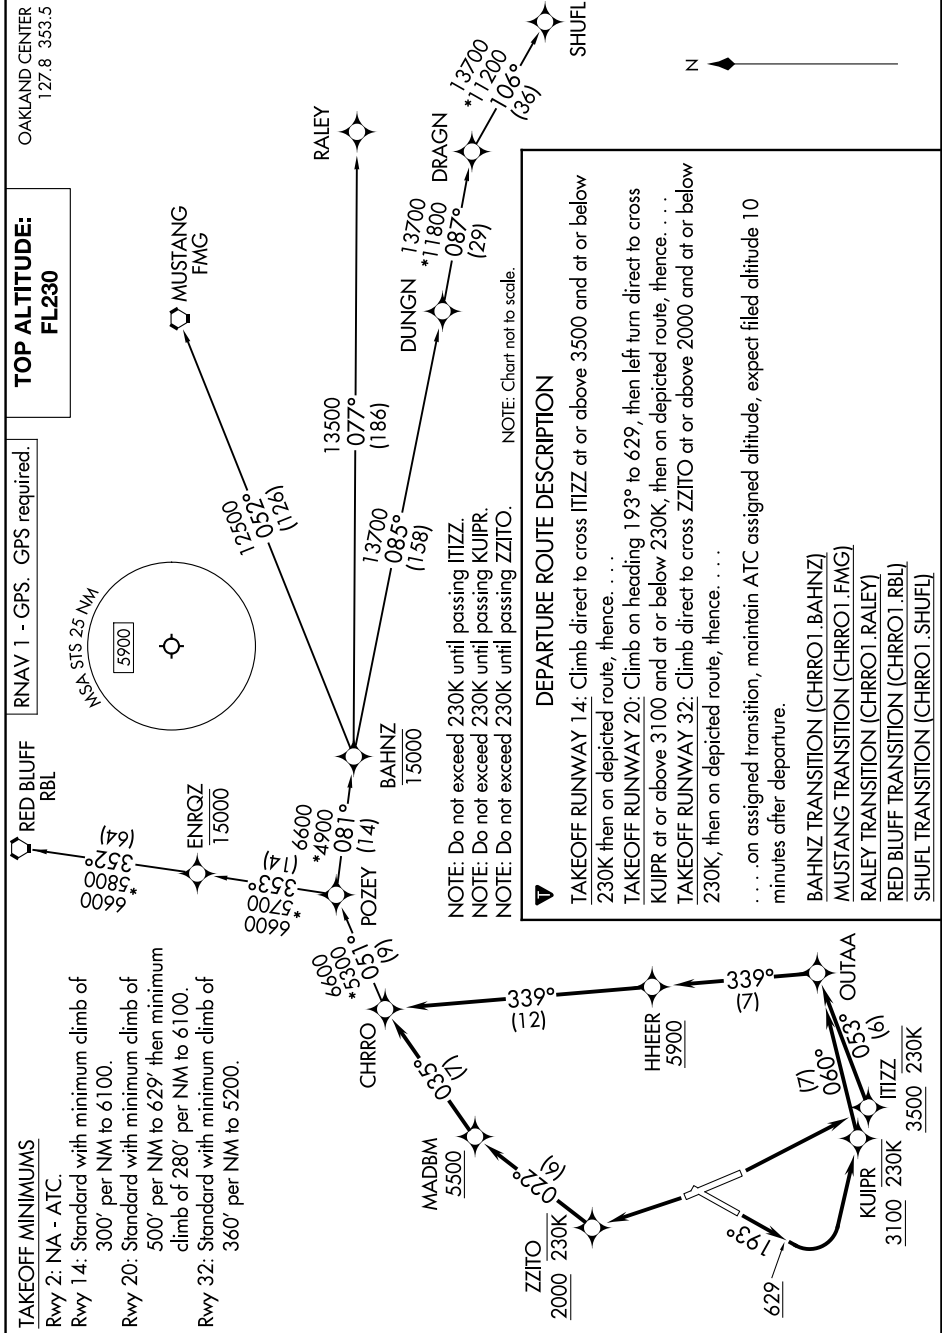 TAKEOFF MINIMUMS
Rwy 2: NA - ATC.
Rwy 14: Standard with minimum climb of
300' per NM to 6100.
Rwy 20: Standard with minimum climb of
500' per NM to 629' then minimum
climb of 280' per NM to 6100.
Rwy 32: Standard with minimum climb of
360' per NM to 5200.
RNAV 1 - GPS. GPS required.
TOP ALTITUDE:
FL230
OAKLAND CENTER
127.8 353.5
RED BLUFF
RBL
6600
*5800
352°
(64)
ENRQZ
15000
6600
*5700
353°
(14)
MSA STS 25 NM
5900
MUSTANG
FMG
12500
052°
(126)
RALEY
13500
077°
(186)
6600
*5300
051°
(9)
POZEY
6600
*4900
081°
(14)
BAHNZ
15000
13700
085°
(158)
DUNGN
13700
*11800
087°
(29)
DRAGN
13700
*11200
106°
(36)
SHUFL
N
CHRRO
035°
(7)
MADBM
5500
022°
(6)
ZZITO
2000 230K
339°
(12)
HHEER
5900
339°
(7)
OUTAA
(7)
060°
053°
(6)
ITIZZ
3500 230K
KUIPR
3100 230K
193°
629
NOTE: Do not exceed 230K until passing ITIZZ.
NOTE: Do not exceed 230K until passing KUIPR.
NOTE: Do not exceed 230K until passing ZZITO.
NOTE: Chart not to scale.
T
DEPARTURE ROUTE DESCRIPTION
TAKEOFF RUNWAY 14: Climb direct to cross ITIZZ at or above 3500 and at or below
230K then on depicted route, thence. . . .
TAKEOFF RUNWAY 20: Climb on heading 193° to 629, then left turn direct to cross
KUIPR at or above 3100 and at or below 230K, then on depicted route, thence. . . .
TAKEOFF RUNWAY 32: Climb direct to cross ZZITO at or above 2000 and at or below
230K, then on depicted route, thence. . . .
. . . .on assigned transition, maintain ATC assigned altitude, expect filed altitude 10
minutes after departure.
BAHNZ TRANSITION (CHRRO1.BAHNZ)
MUSTANG TRANSITION (CHRRO1.FMG)
RALEY TRANSITION (CHRRO1.RALEY)
RED BLUFF TRANSITION (CHRRO1.RBL)
SHUFL TRANSITION (CHRRO1.SHUFL)